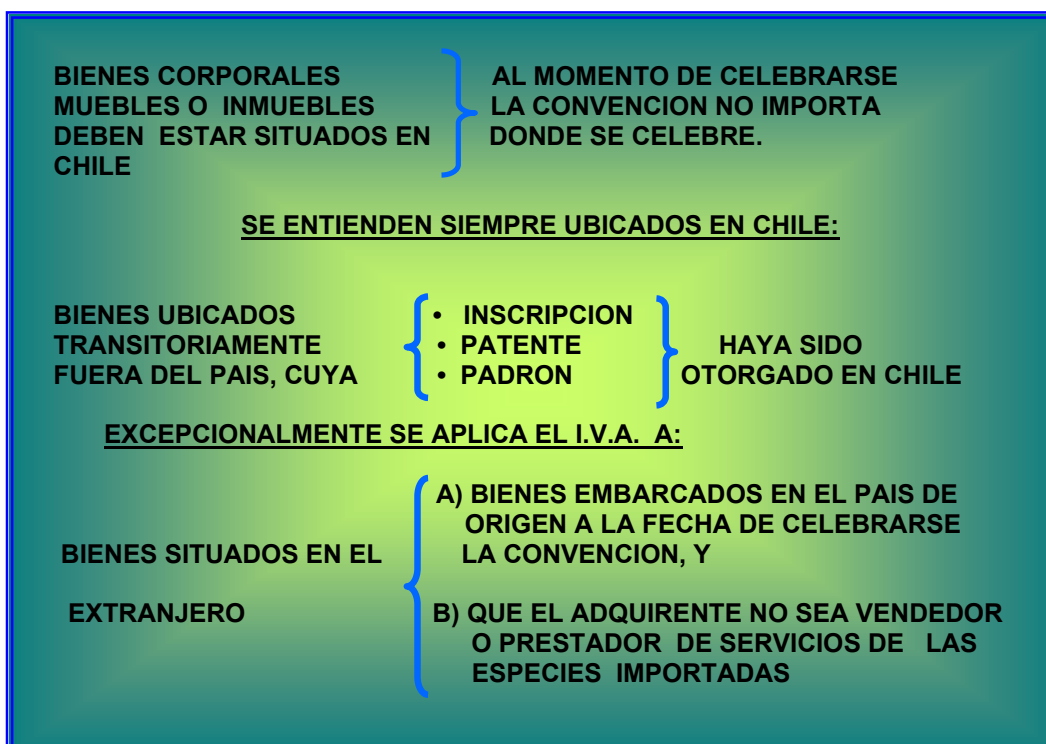 BIENES CORPORALES
MUEBLES O INMUEBLES
DEBEN ESTAR SITUADOS EN
CHILE
AL MOMENTO DE CELEBRARSE
LA CONVENCION NO IMPORTA
DONDE SE CELEBRE.
SE ENTIENDEN SIEMPRE UBICADOS EN CHILE:
BIENES UBICADOS
TRANSITORIAMENTE
FUERA DEL PAIS, CUYA
• INSCRIPCION
• PATENTE
• PADRON
HAYA SIDO
OTORGADO EN CHILE
EXCEPCIONALMENTE SE APLICA EL I.V.A. A:
BIENES SITUADOS EN EL
EXTRANJERO
A) BIENES EMBARCADOS EN EL PAIS DE
ORIGEN A LA FECHA DE CELEBRARSE
LA CONVENCION, Y
B) QUE EL ADQUIRENTE NO SEA VENDEDOR
O PRESTADOR DE SERVICIOS DE LAS
ESPECIES IMPORTADAS